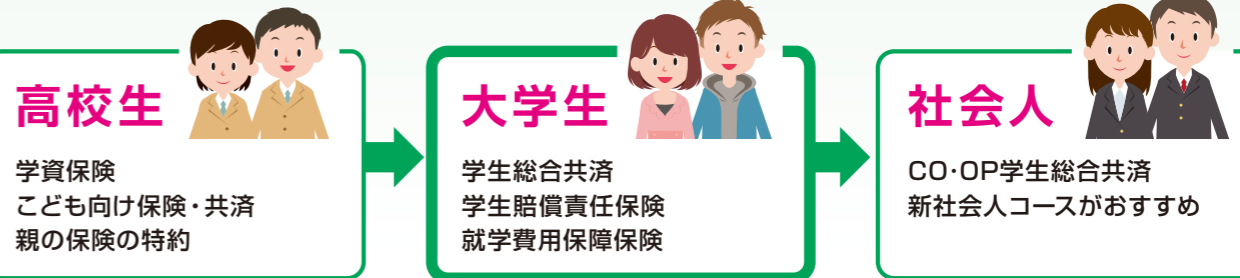 高校生
学資保険
こども向け保険・共済
親の保険の特約
大学生
学生総合共済
学生賠償責任保険
就学費用保障保険
社会人
CO・OP学生総合共済
新社会人コースがおすすめ